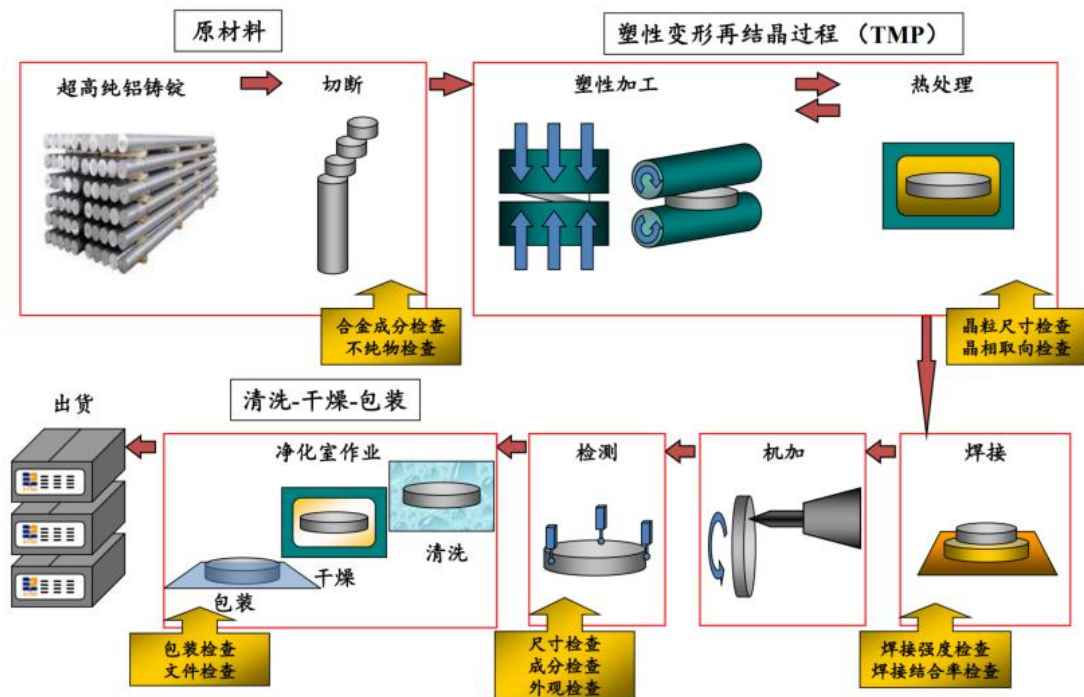 原材料
塑性变形再结晶过程 （TMP）
超高纯铝铸锭
切断
塑性加工
热处理
合金成分检查
不纯物检查
晶粒尺寸检查
晶相取向检查
出货
清洗-干燥-包装
净化室作业
检测
机加
焊接
清洗
干燥
包装
包装检查
文件检查
尺寸检查
成分检查
外观检查
焊接强度检查
焊接结合率检查